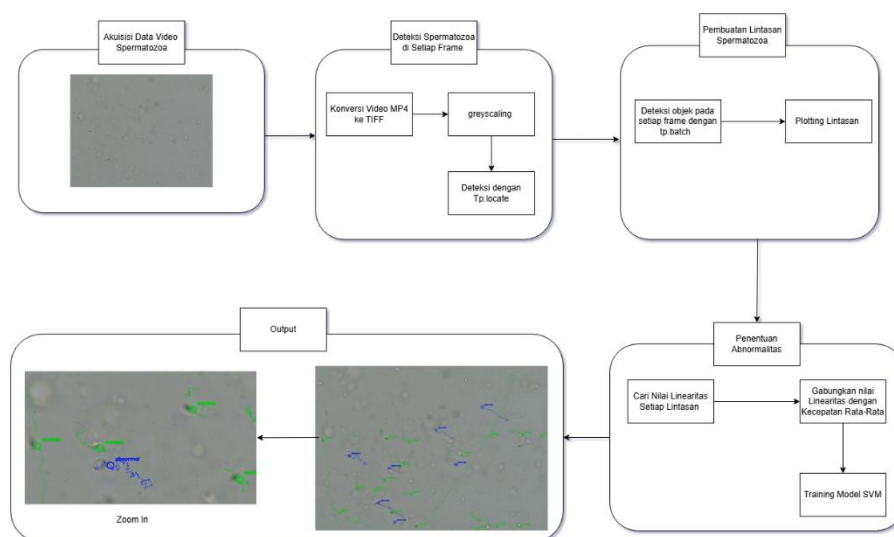 Akuisisi Data Video
Spermatozoa
Deteksi Spermatozoa
di Setiap Frame
Konversi Video MP4
ke TIFF
greyscaling
Deteksi dengan
Tp.locate
Pembuatan Lintasan
Spermatozoa
Deteksi objek pada
setiap frame dengan
tp.batch
Plotting Lintasan
Penentuan
Abnormalitas
Cari Nilai Linearitas
Setiap Lintasan
Gabungkan nilai
Linearitas dengan
Kecepatan Rata-Rata
Training Model SVM
Output
abnormal
Zoom In